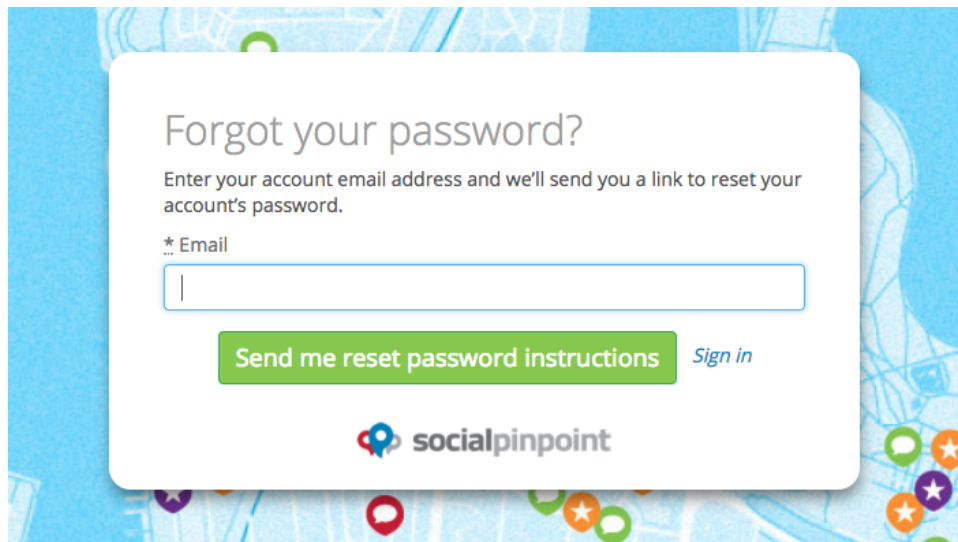 Forgot your password?
Enter your account email address and we'll send you a link to reset your
account's password.
* Email
Send me reset password instructions Sign in
socialpinpoint